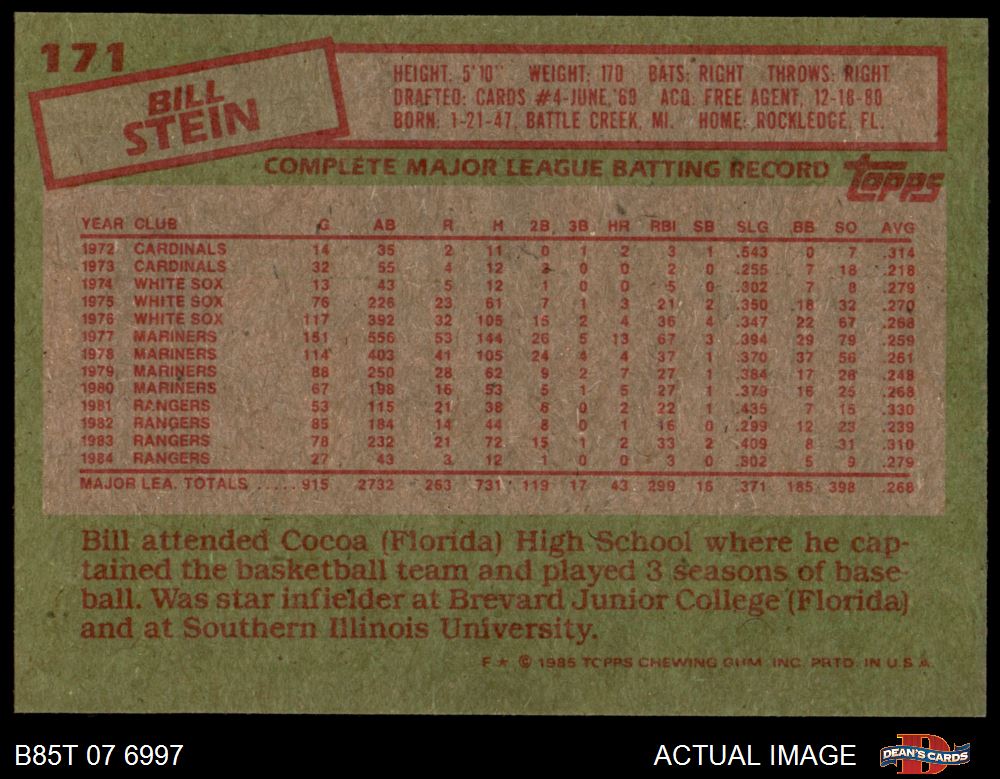 171
BILL
STEIN
HEIGHT: 5'10" WEIGHT: 170 BATS: RIGHT THROWS: RIGHT
DRAFTED: CARDS #4-JUNE,'69 ACQ: FREE AGENT, 12-18-80
BORN: 1-21-47, BATTLE CREEK, MI. HOME: ROCKLEDGE, FL.
COMPLETE MAJOR LEAGUE BATTING RECORD topps
YEAR CLUB G AB R H 2B 3B HR RBI SB SLG BB SO AVG
1972 CARDINALS 14 35 2 11 0 1 2 3 1 .543 0 7 .314
1973 CARDINALS 32 55 4 12 2 0 0 2 0 .255 7 18 .218
1974 WHITE SOX 13 43 5 12 1 0 0 5 0 .302 7 8 .279
1975 WHITE SOX 76 226 23 61 7 1 3 21 2 .350 18 32 .270
1976 WHITE SOX 117 392 32 105 15 2 4 36 4 .347 22 67 .268
1977 MARINERS 151 556 53 144 26 5 13 67 3 .394 29 79 .259
1978 MARINERS 114 403 41 105 24 4 4 37 1 .370 37 56 .261
1979 MARINERS 88 250 28 62 9 2 7 27 1 .384 17 28 .248
1980 MARINERS 67 198 16 53 5 1 5 27 1 .379 16 25 .268
1981 RANGERS 53 115 21 38 6 0 2 22 1 .435 7 15 .330
1982 RANGERS 85 184 14 44 8 0 1 16 0 .299 12 23 .239
1983 RANGERS 78 232 21 72 15 1 2 33 2 .409 8 31 .310
1984 RANGERS 27 43 3 12 1 0 0 3 0 .302 5 9 .279
MAJOR LEA. TOTALS ..... 915 2732 263 731 119 17 43 299 16 .371 185 398 .268
Bill attended Cocoa (Florida) High School where he cap-
tained the basketball team and played 3 seasons of base-
ball. Was star infielder at Brevard Junior College (Florida)
and at Southern Illinois University.
F★ © 1985 TOPPS CHEWING GUM, INC. PRTD. IN U.S.A.
B85T 07 6997 ACTUAL IMAGE DEAN'S CARDS